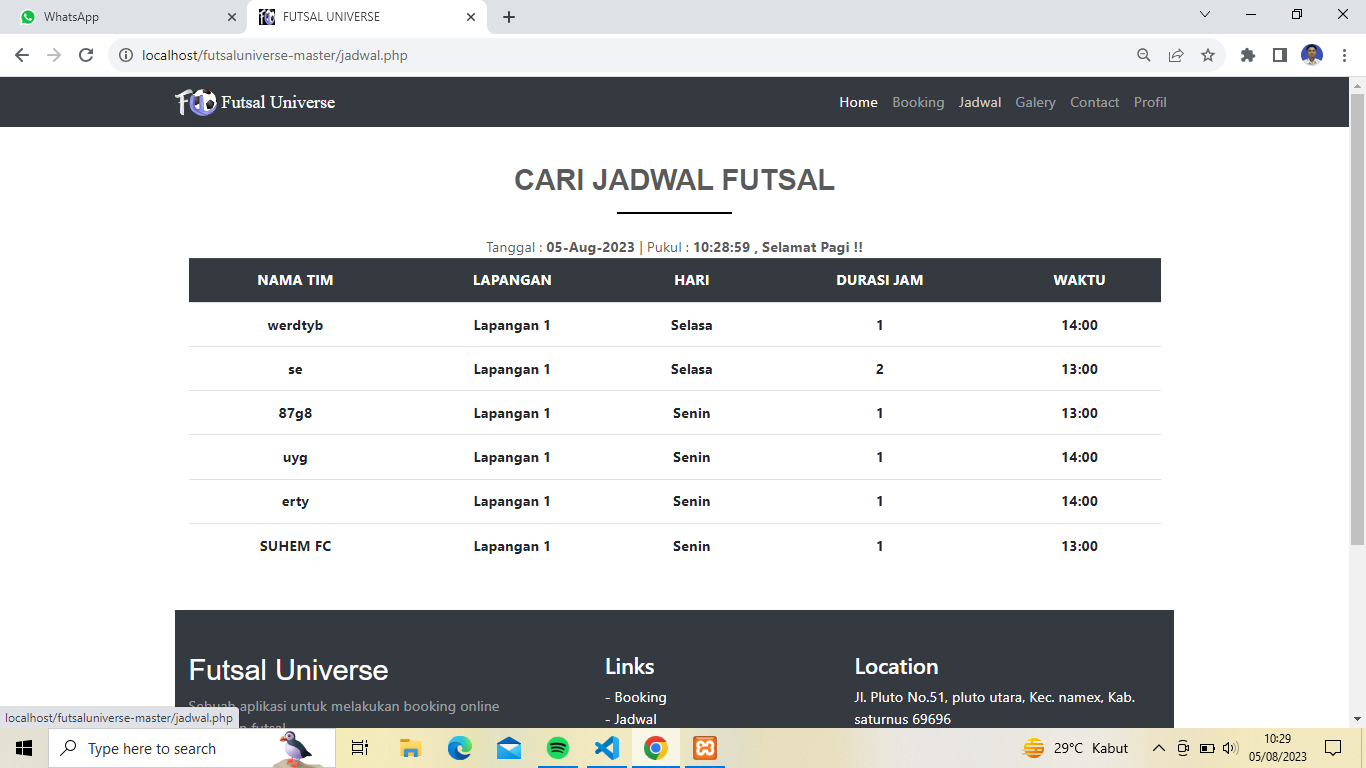 WhatsApp
FUTSAL UNIVERSE
localhost/futsaluniverse-master/jadwal.php
FU Futsal Universe
Home Booking Jadwal Galery Contact Profil
CARI JADWAL FUTSAL
Tanggal : 05-Aug-2023 | Pukul : 10:28:59 , Selamat Pagi !!
NAMA TIM LAPANGAN HARI DURASI JAM WAKTU
werdtyb Lapangan 1 Selasa 1 14:00
se Lapangan 1 Selasa 2 13:00
87g8 Lapangan 1 Senin 1 13:00
uyg Lapangan 1 Senin 1 14:00
erty Lapangan 1 Senin 1 14:00
SUHEM FC Lapangan 1 Senin 1 13:00
Futsal Universe
Sebuah aplikasi untuk melakukan booking online
futsal
Links
- Booking
- Jadwal
Location
Jl. Pluto No.51, pluto utara, Kec. namex, Kab.
saturnus 69696
localhost/futsaluniverse-master/jadwal.php
Type here to search
29°C Kabut
10:29
05/08/2023